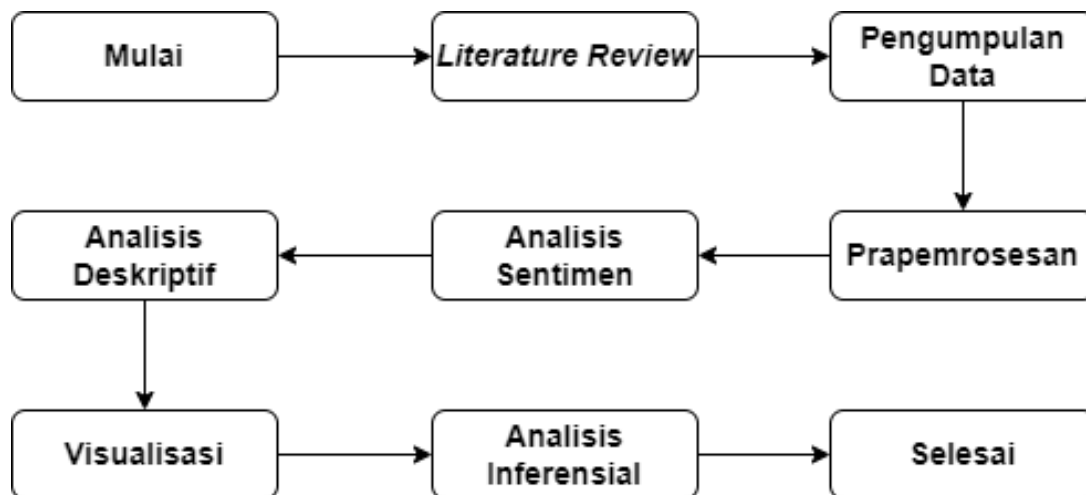 Mulai
Literature Review
Pengumpulan
Data
Prapemrosesan
Analisis
Sentimen
Analisis
Deskriptif
Visualisasi
Analisis
Inferensial
Selesai